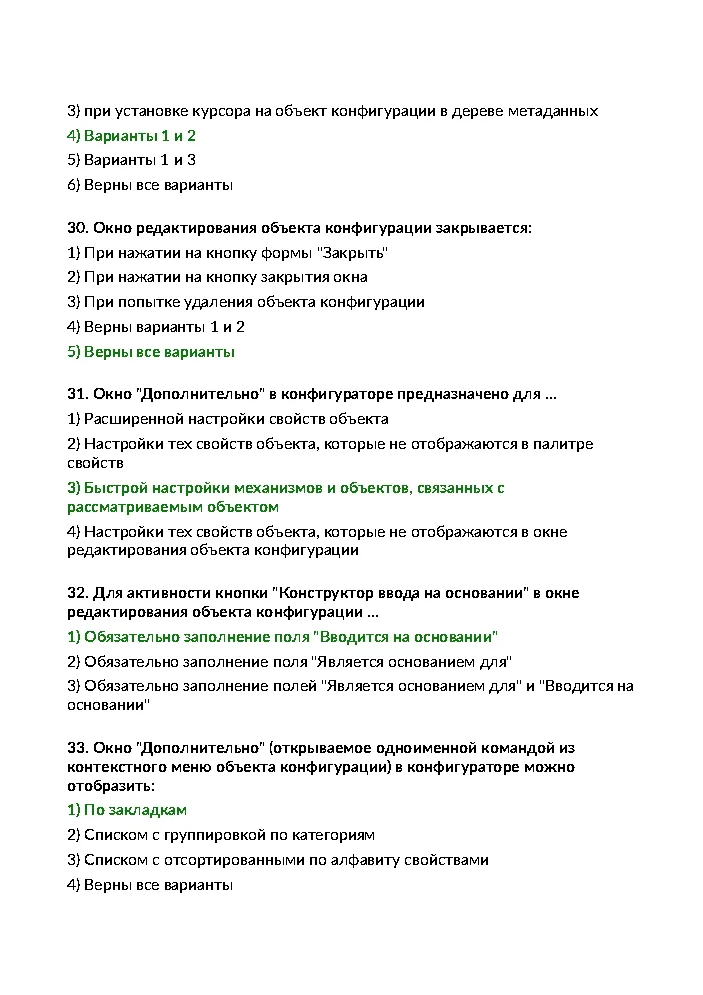 3) при установке курсора на объект конфигурации в дереве метаданных
4) Варианты 1 и 2
5) Варианты 1 и 3
6) Верны все варианты
30. Окно редактирования объекта конфигурации закрывается:
1) При нажатии на кнопку формы "Закрыть"
2) При нажатии на кнопку закрытия окна
3) При попытке удаления объекта конфигурации
4) Верны варианты 1 и 2
5) Верны все варианты
31. Окно "Дополнительно" в конфигураторе предназначено для ...
1) Расширенной настройки свойств объекта
2) Настройки тех свойств объекта, которые не отображаются в палитре
свойств
3) Быстрой настройки механизмов и объектов, связанных с
рассматриваемым объектом
4) Настройки тех свойств объекта, которые не отображаются в окне
редактирования объекта конфигурации
32. Для активности кнопки "Конструктор ввода на основании" в окне
редактирования объекта конфигурации ...
1) Обязательно заполнение поля "Вводится на основании"
2) Обязательно заполнение поля "Является основанием для"
3) Обязательно заполнение полей "Является основанием для" и "Вводится на
основании"
33. Окно "Дополнительно" (открываемое одноименной командой из
контекстного меню объекта конфигурации) в конфигураторе можно
отобразить:
1) По закладкам
2) Списком с группировкой по категориям
3) Списком с отсортированными по алфавиту свойствами
4) Верны все варианты